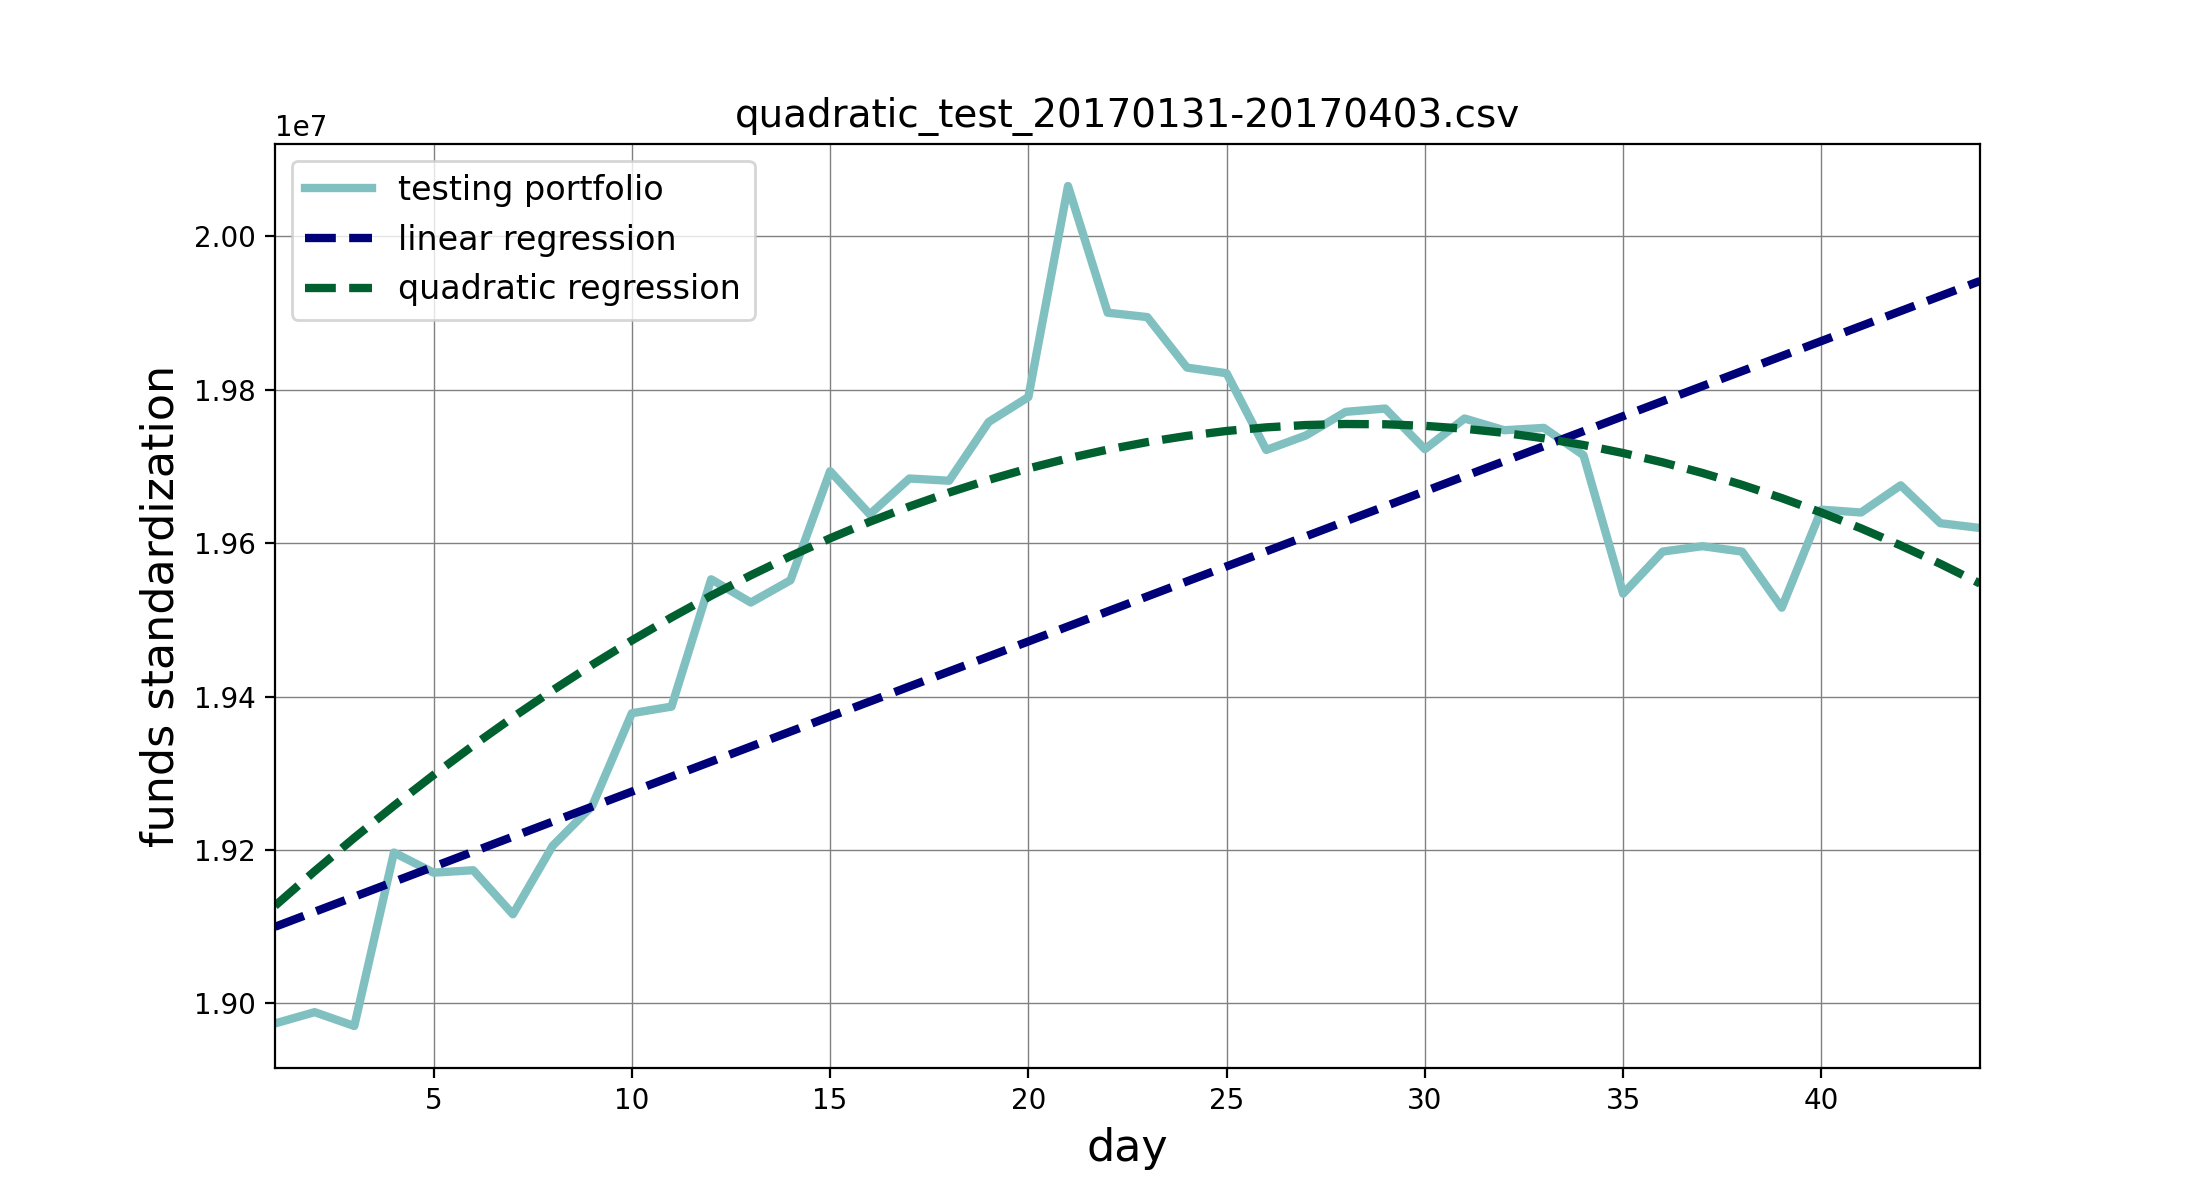 quadratic_test_20170131-20170403.csv
1e7
testing portfolio
linear regression
quadratic regression
2.00
1.98
1.96
1.94
1.92
1.90
funds standardization
5 10 15 20 25 30 35 40
day